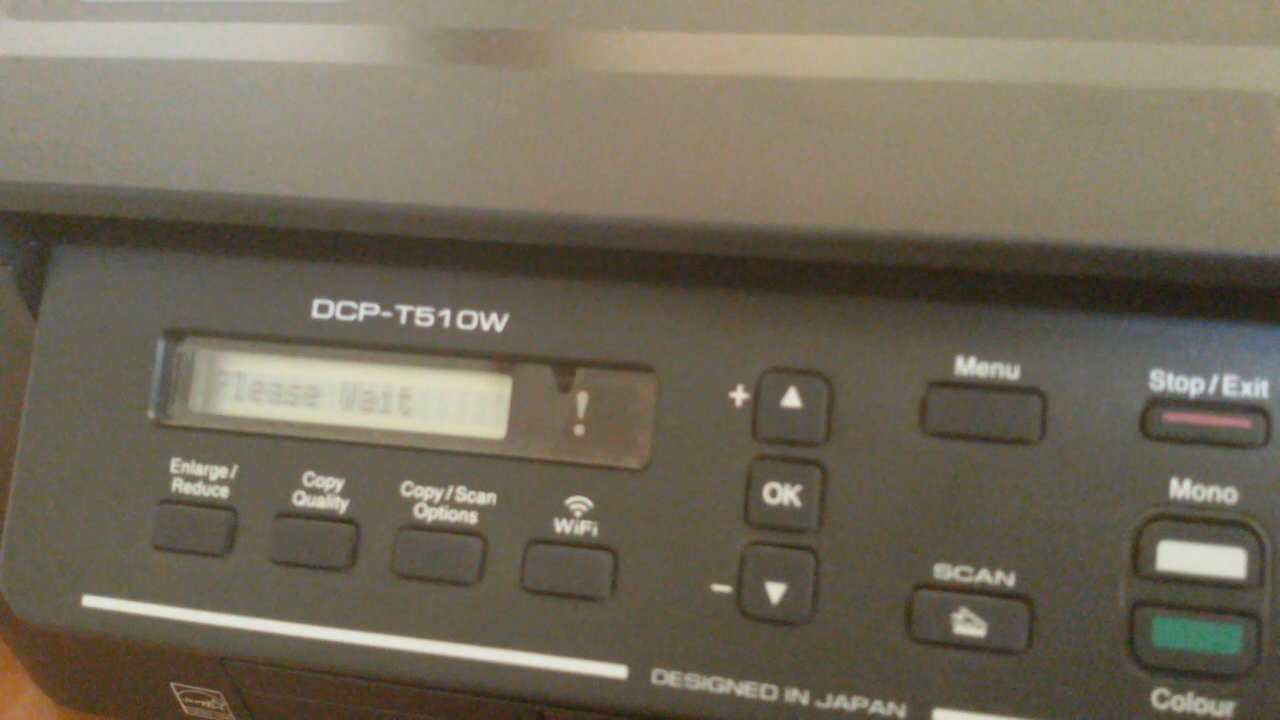 DCP-T510W
Please Wait
!
Enlarge/
Reduce
Copy
Quality
Copy/Scan
Options
WiFi
+
OK
-
Menu
SCAN
Stop/Exit
Mono
Colour
DESIGNED IN JAPAN